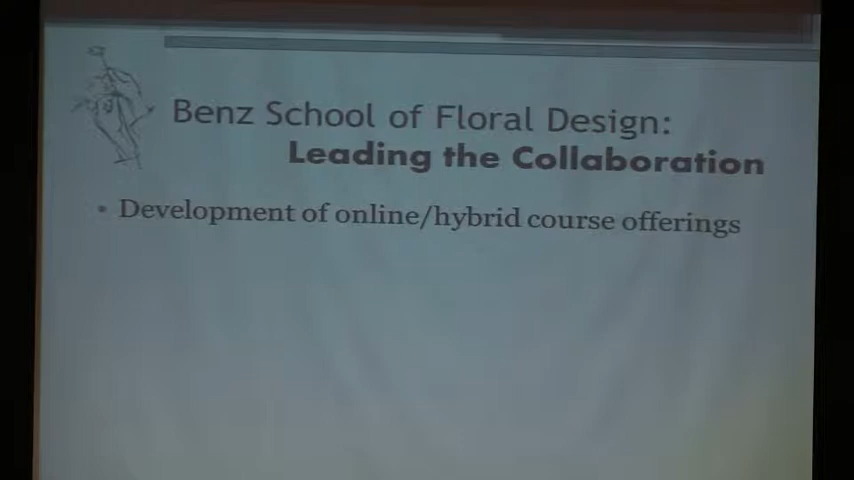 Benz School of Floral Design:
Leading the Collaboration
• Development of online/hybrid course offerings